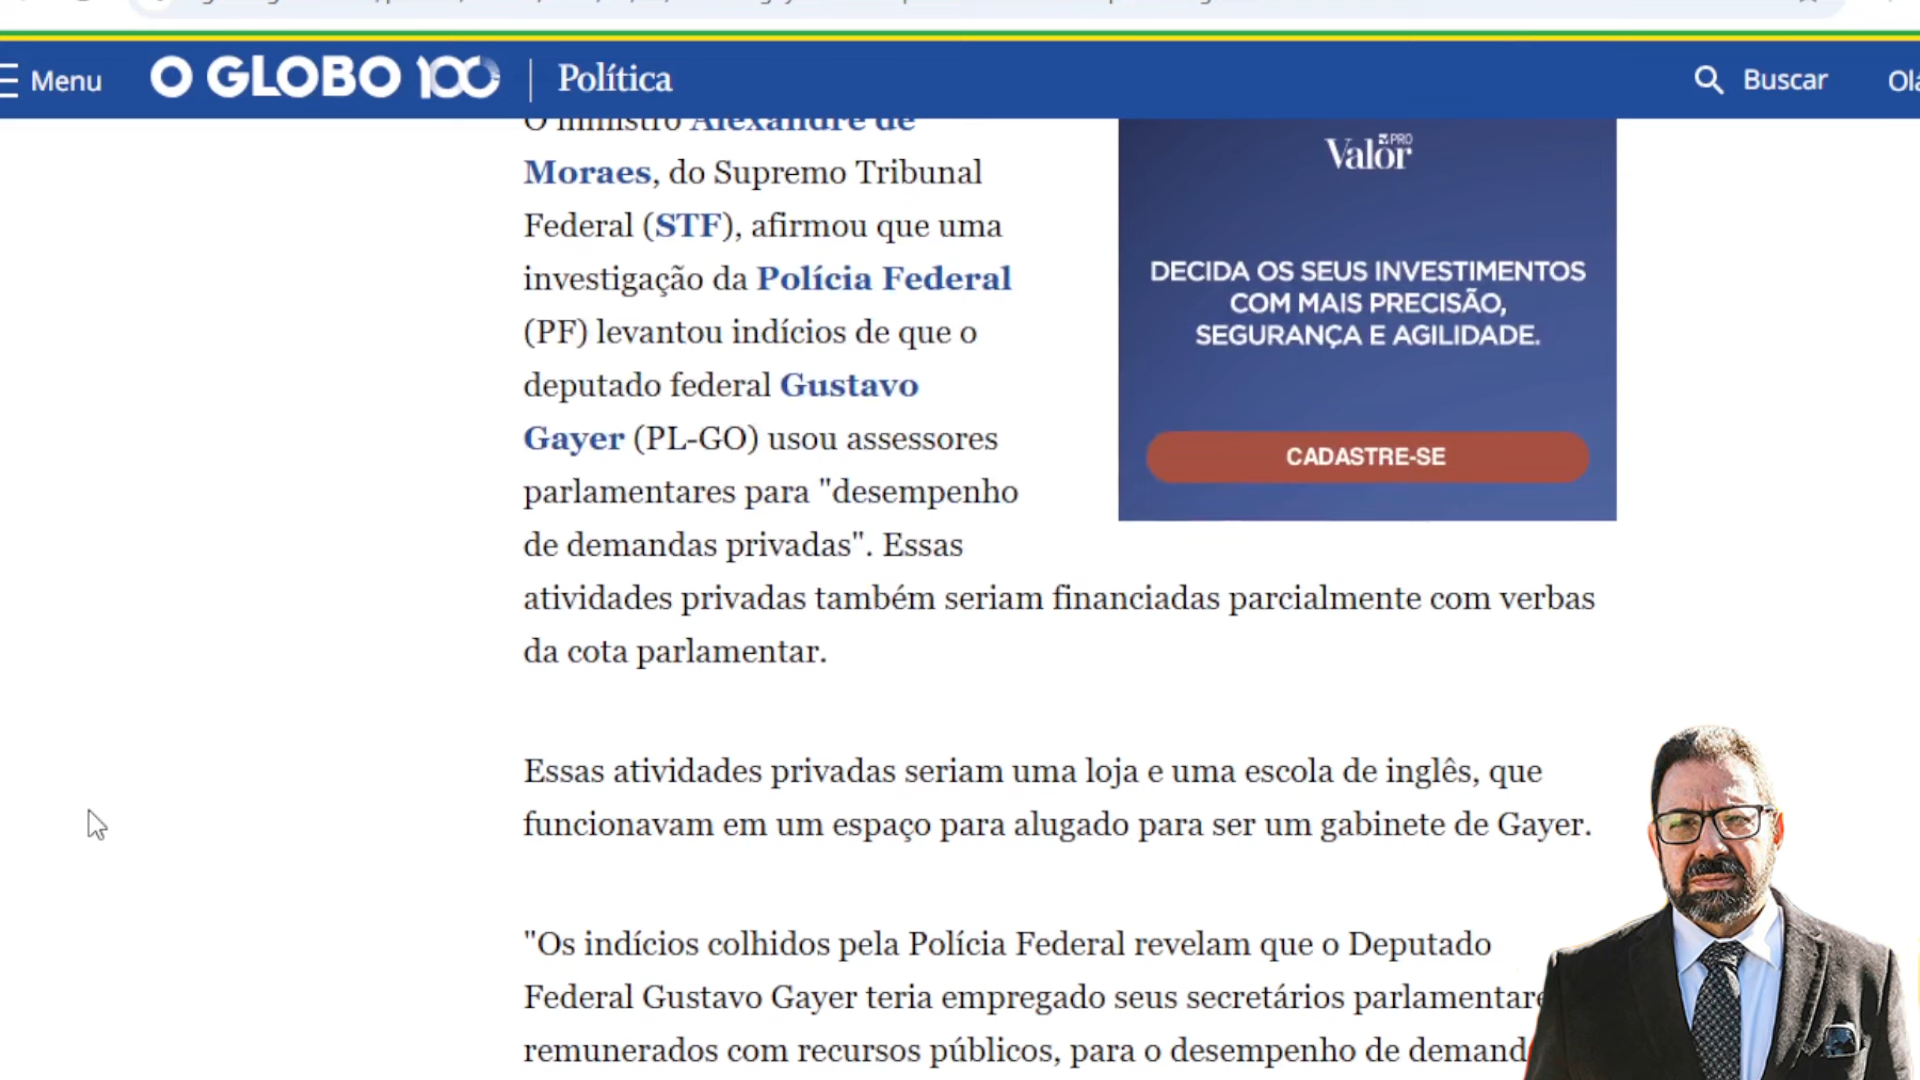 Menu
O GLOBO 100
Política
Buscar
O ministro Alexandre de
Moraes, do Supremo Tribunal
Federal (STF), afirmou que uma
investigação da Polícia Federal
(PF) levantou indícios de que o
deputado federal Gustavo
Gayer (PL-GO) usou assessores
parlamentares para "desempenho
de demandas privadas". Essas
atividades privadas também seriam financiadas parcialmente com verbas
da cota parlamentar.
Essas atividades privadas seriam uma loja e uma escola de inglês, que
funcionavam em um espaço para alugado para ser um gabinete de Gayer.
"Os indícios colhidos pela Polícia Federal revelam que o Deputado
Federal Gustavo Gayer teria empregado seus secretários parlamentare
remunerados com recursos públicos, para o desempenho de demand
Valor PRO
DECIDA OS SEUS INVESTIMENTOS
COM MAIS PRECISÃO,
SEGURANÇA E AGILIDADE.
CADASTRE-SE